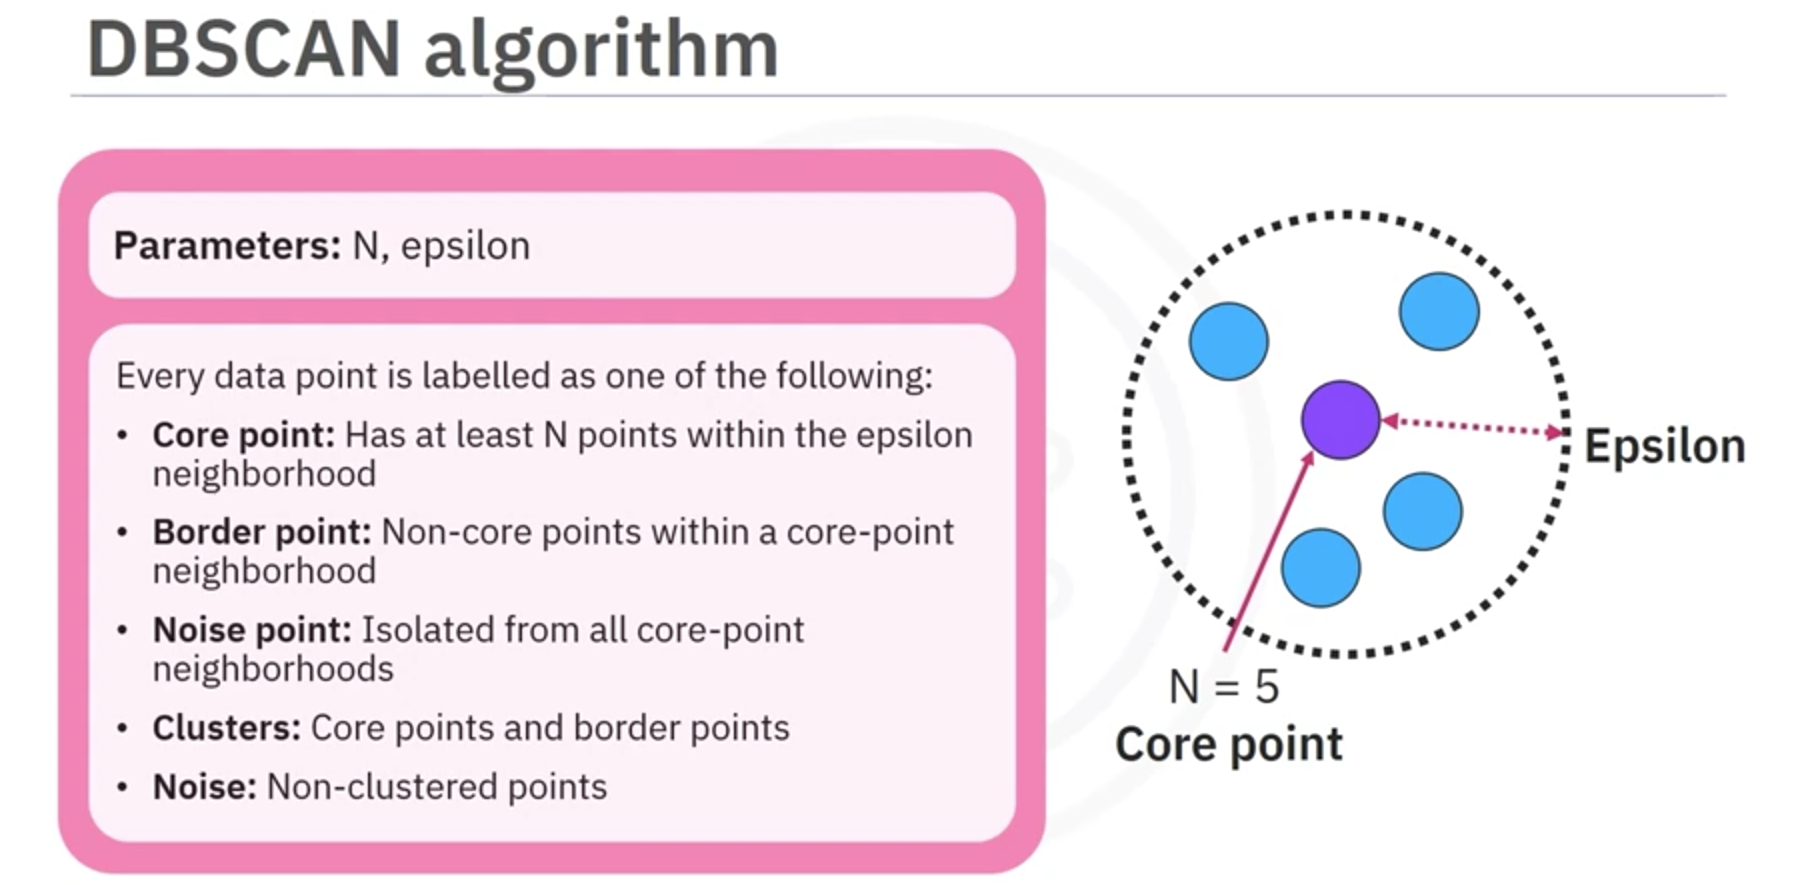 DBSCAN algorithm
Parameters: N, epsilon
Every data point is labelled as one of the following:
• Core point: Has at least N points within the epsilon
neighborhood
• Border point: Non-core points within a core-point
neighborhood
• Noise point: Isolated from all core-point
neighborhoods
• Clusters: Core points and border points
• Noise: Non-clustered points
Epsilon
N = 5
Core point